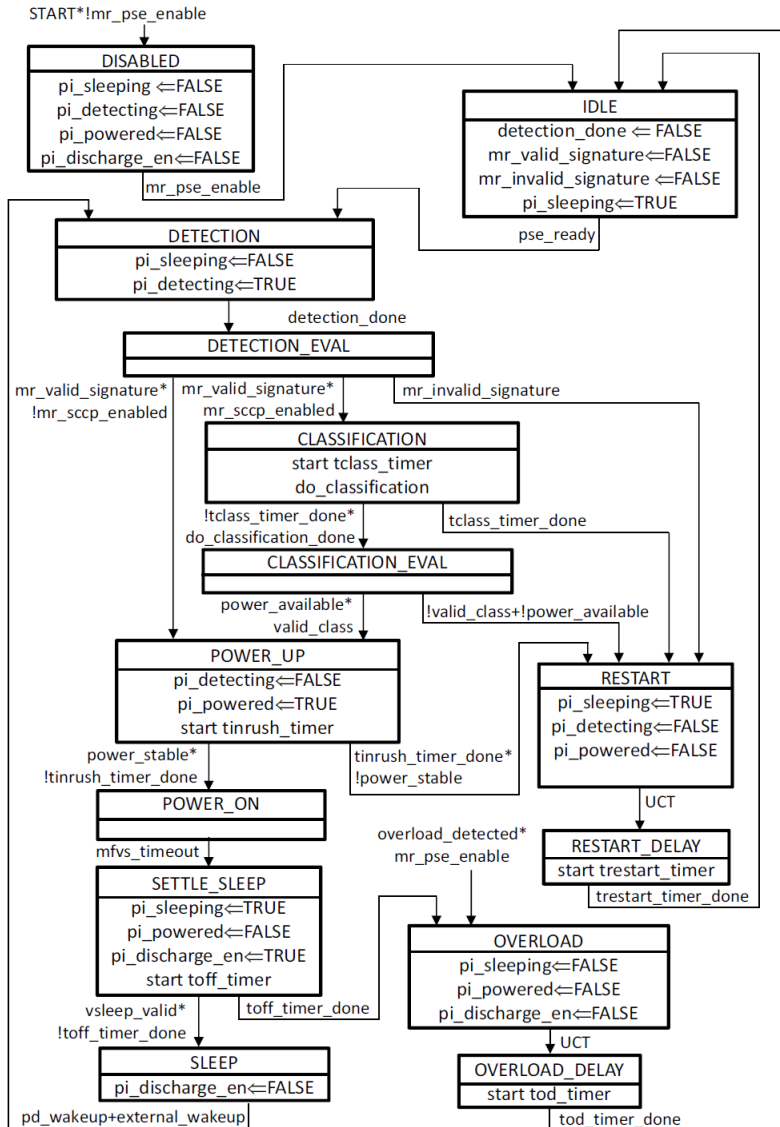 START*!mr_pse_enable
DISABLED
pi_sleeping ⇐FALSE
pi_detecting⇐FALSE
pi_powered⇐FALSE
pi_discharge_en⇐FALSE
mr_pse_enable
IDLE
detection_done ⇐ FALSE
mr_valid_signature⇐FALSE
mr_invalid_signature ⇐FALSE
pi_sleeping⇐TRUE
pse_ready
DETECTION
pi_sleeping⇐FALSE
pi_detecting⇐TRUE
detection_done
DETECTION_EVAL
mr_valid_signature*
!mr_sccp_enabled
mr_valid_signature*
mr_sccp_enabled
mr_invalid_signature
CLASSIFICATION
start tclass_timer
do_classification
!tclass_timer_done*
do_classification_done
tclass_timer_done
CLASSIFICATION_EVAL
power_available*
valid_class
!valid_class+!power_available
POWER_UP
pi_detecting⇐FALSE
pi_powered⇐TRUE
start tinrush_timer
power_stable*
!tinrush_timer_done
tinrush_timer_done*
!power_stable
RESTART
pi_sleeping⇐TRUE
pi_detecting⇐FALSE
pi_powered⇐FALSE
UCT
RESTART_DELAY
start trestart_timer
trestart_timer_done
POWER_ON
mfvs_timeout
SETTLE_SLEEP
pi_sleeping⇐TRUE
pi_powered⇐FALSE
pi_discharge_en⇐TRUE
start toff_timer
vsleep_valid*
!toff_timer_done
toff_timer_done
overload_detected*
mr_pse_enable
OVERLOAD
pi_sleeping⇐FALSE
pi_powered⇐FALSE
pi_discharge_en⇐FALSE
UCT
OVERLOAD_DELAY
start tod_timer
tod_timer_done
SLEEP
pi_discharge_en⇐FALSE
pd_wakeup+external_wakeup